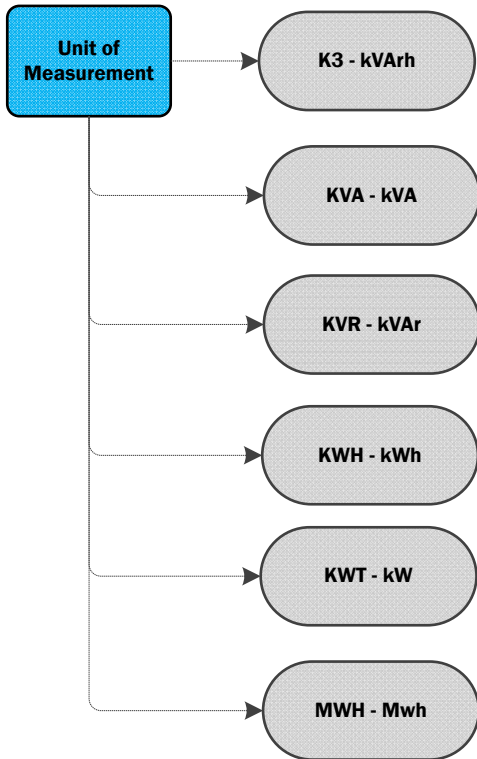 Unit of
Measurement
K3 - kVArh
KVA - kVA
KVR - kVAr
KWH - kWh
KWT - kW
MWH - Mwh